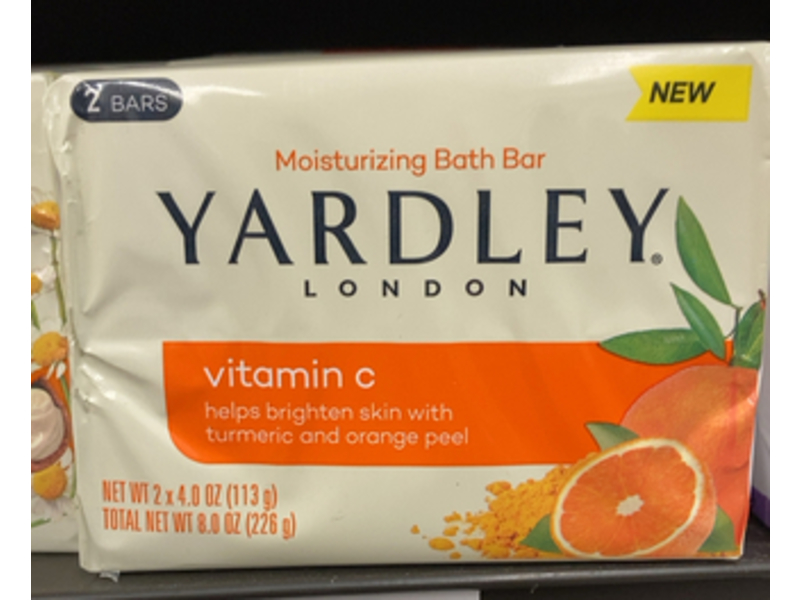 2 BARS
NEW
Moisturizing Bath Bar
YARDLEY®
LONDON
vitamin c
helps brighten skin with
turmeric and orange peel
NET WT 2 x 4.0 OZ (113 g)
TOTAL NET WT 8.0 OZ (226 g)